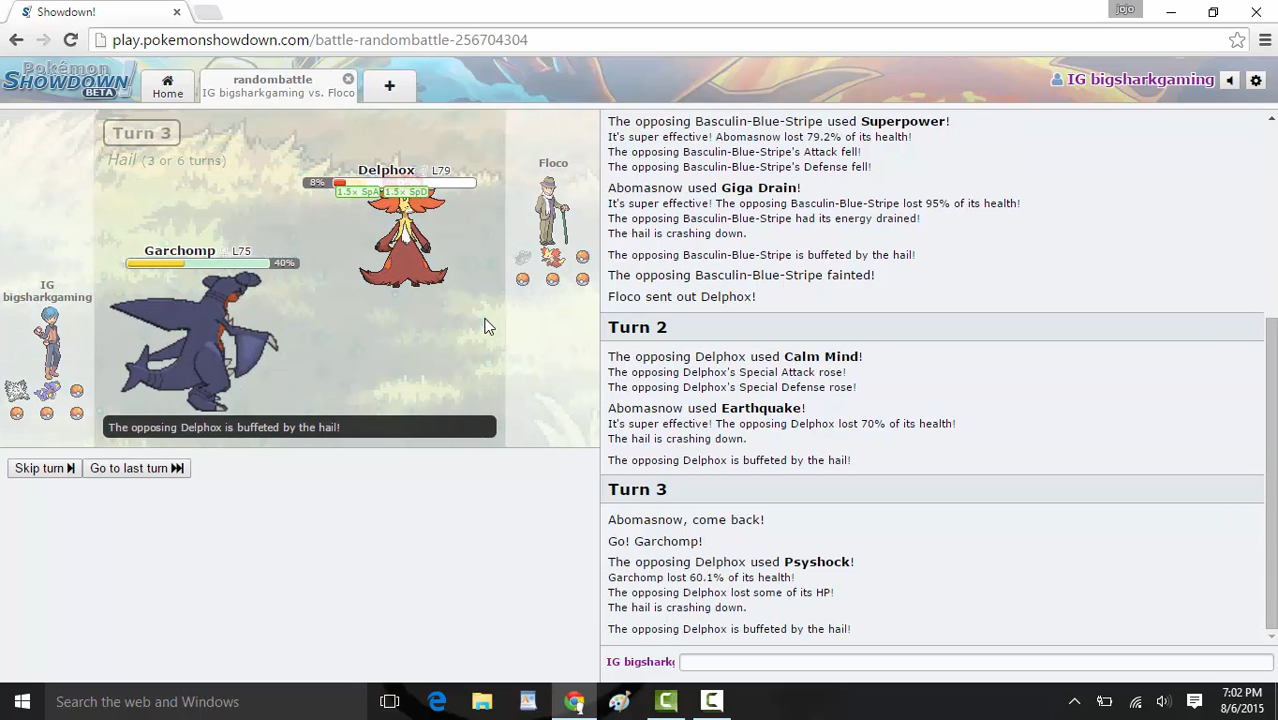 Showdown!
jojo
play.pokemonshowdown.com/battle-randombattle-256704304
Pokémon
SHOWDOWN
BETA
Home
randombattle
IG bigsharkgaming vs. Floco
IG bigsharkgaming
Turn 3
Hail (3 or 6 turns)
Delphox L79
8%
1.5× SpA 1.5× SpD
Floco
Garchomp L75
40%
IG
bigsharkgaming
The opposing Delphox is buffeted by the hail!
Skip turn
Go to last turn
The opposing Basculin-Blue-Stripe used Superpower!
It's super effective! Abomasnow lost 79.2% of its health!
The opposing Basculin-Blue-Stripe's Attack fell!
The opposing Basculin-Blue-Stripe's Defense fell!
Abomasnow used Giga Drain!
It's super effective! The opposing Basculin-Blue-Stripe lost 95% of its health!
The opposing Basculin-Blue-Stripe had its energy drained!
The hail is crashing down.
The opposing Basculin-Blue-Stripe is buffeted by the hail!
The opposing Basculin-Blue-Stripe fainted!
Floco sent out Delphox!
Turn 2
The opposing Delphox used Calm Mind!
The opposing Delphox's Special Attack rose!
The opposing Delphox's Special Defense rose!
Abomasnow used Earthquake!
It's super effective! The opposing Delphox lost 70% of its health!
The hail is crashing down.
The opposing Delphox is buffeted by the hail!
Turn 3
Abomasnow, come back!
Go! Garchomp!
The opposing Delphox used Psyshock!
Garchomp lost 60.1% of its health!
The opposing Delphox lost some of its HP!
The hail is crashing down.
The opposing Delphox is buffeted by the hail!
IG bigshark
Search the web and Windows
7:02 PM
8/6/2015